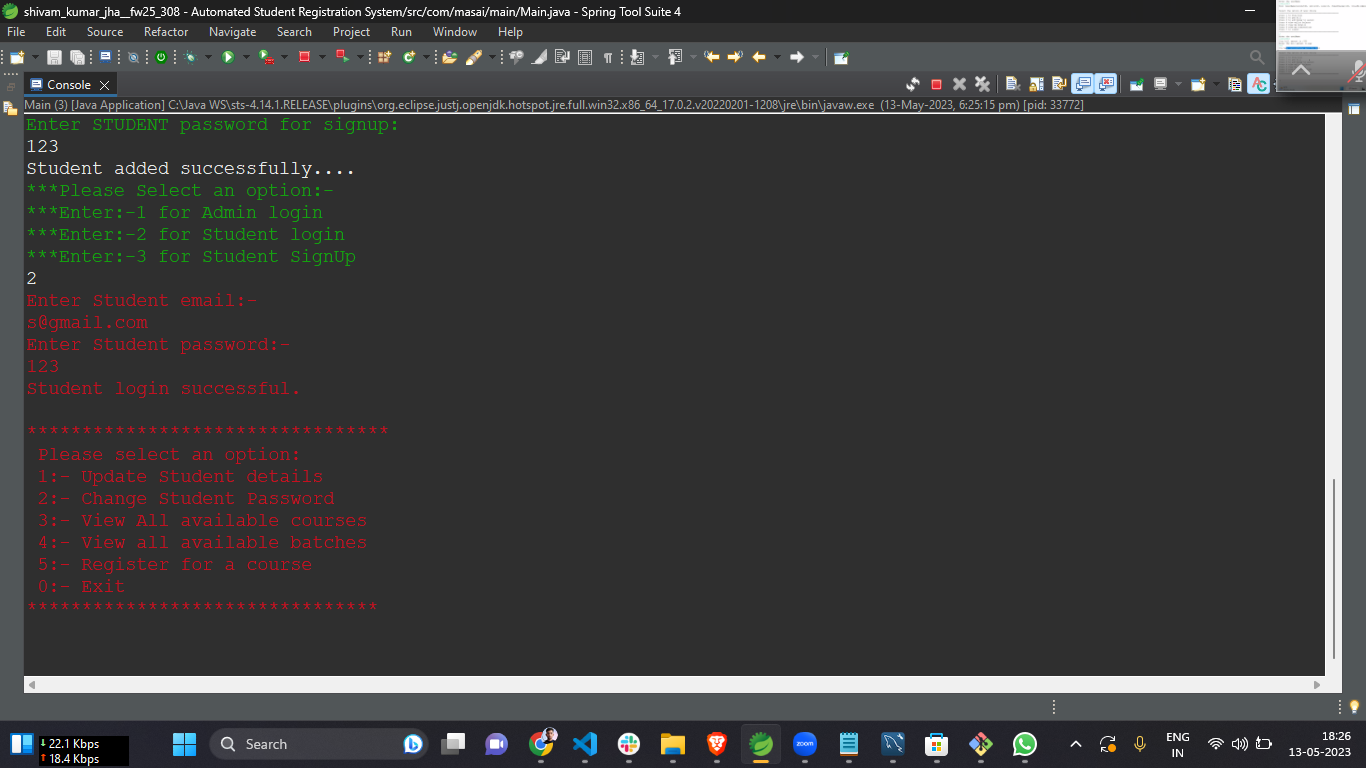 shivam_kumar_jha__fw25_308 - Automated Student Registration System/src/com/masai/main/Main.java - Spring Tool Suite 4
File Edit Source Refactor Navigate Search Project Run Window Help
Console
Main (3) [Java Application] C:\Java WS\sts-4.14.1.RELEASE\plugins\org.eclipse.justj.openjdk.hotspot.jre.full.win32.x86_64_17.0.2.v20220201-1208\jre\bin\javaw.exe (13-May-2023, 6:25:15 pm) [pid: 33772]
Enter STUDENT password for signup:
123
Student added successfully....
***Please Select an option:-
***Enter:-1 for Admin login
***Enter:-2 for Student login
***Enter:-3 for Student SignUp
2
Enter Student email:-
s@gmail.com
Enter Student password:-
123
Student login successful.
*********************************
Please select an option:
1:- Update Student details
2:- Change Student Password
3:- View All available courses
4:- View all available batches
5:- Register for a course
0:- Exit
********************************
↓ 22.1 Kbps
↑ 18.4 Kbps
Search
zoom
ENG
IN
18:26
13-05-2023